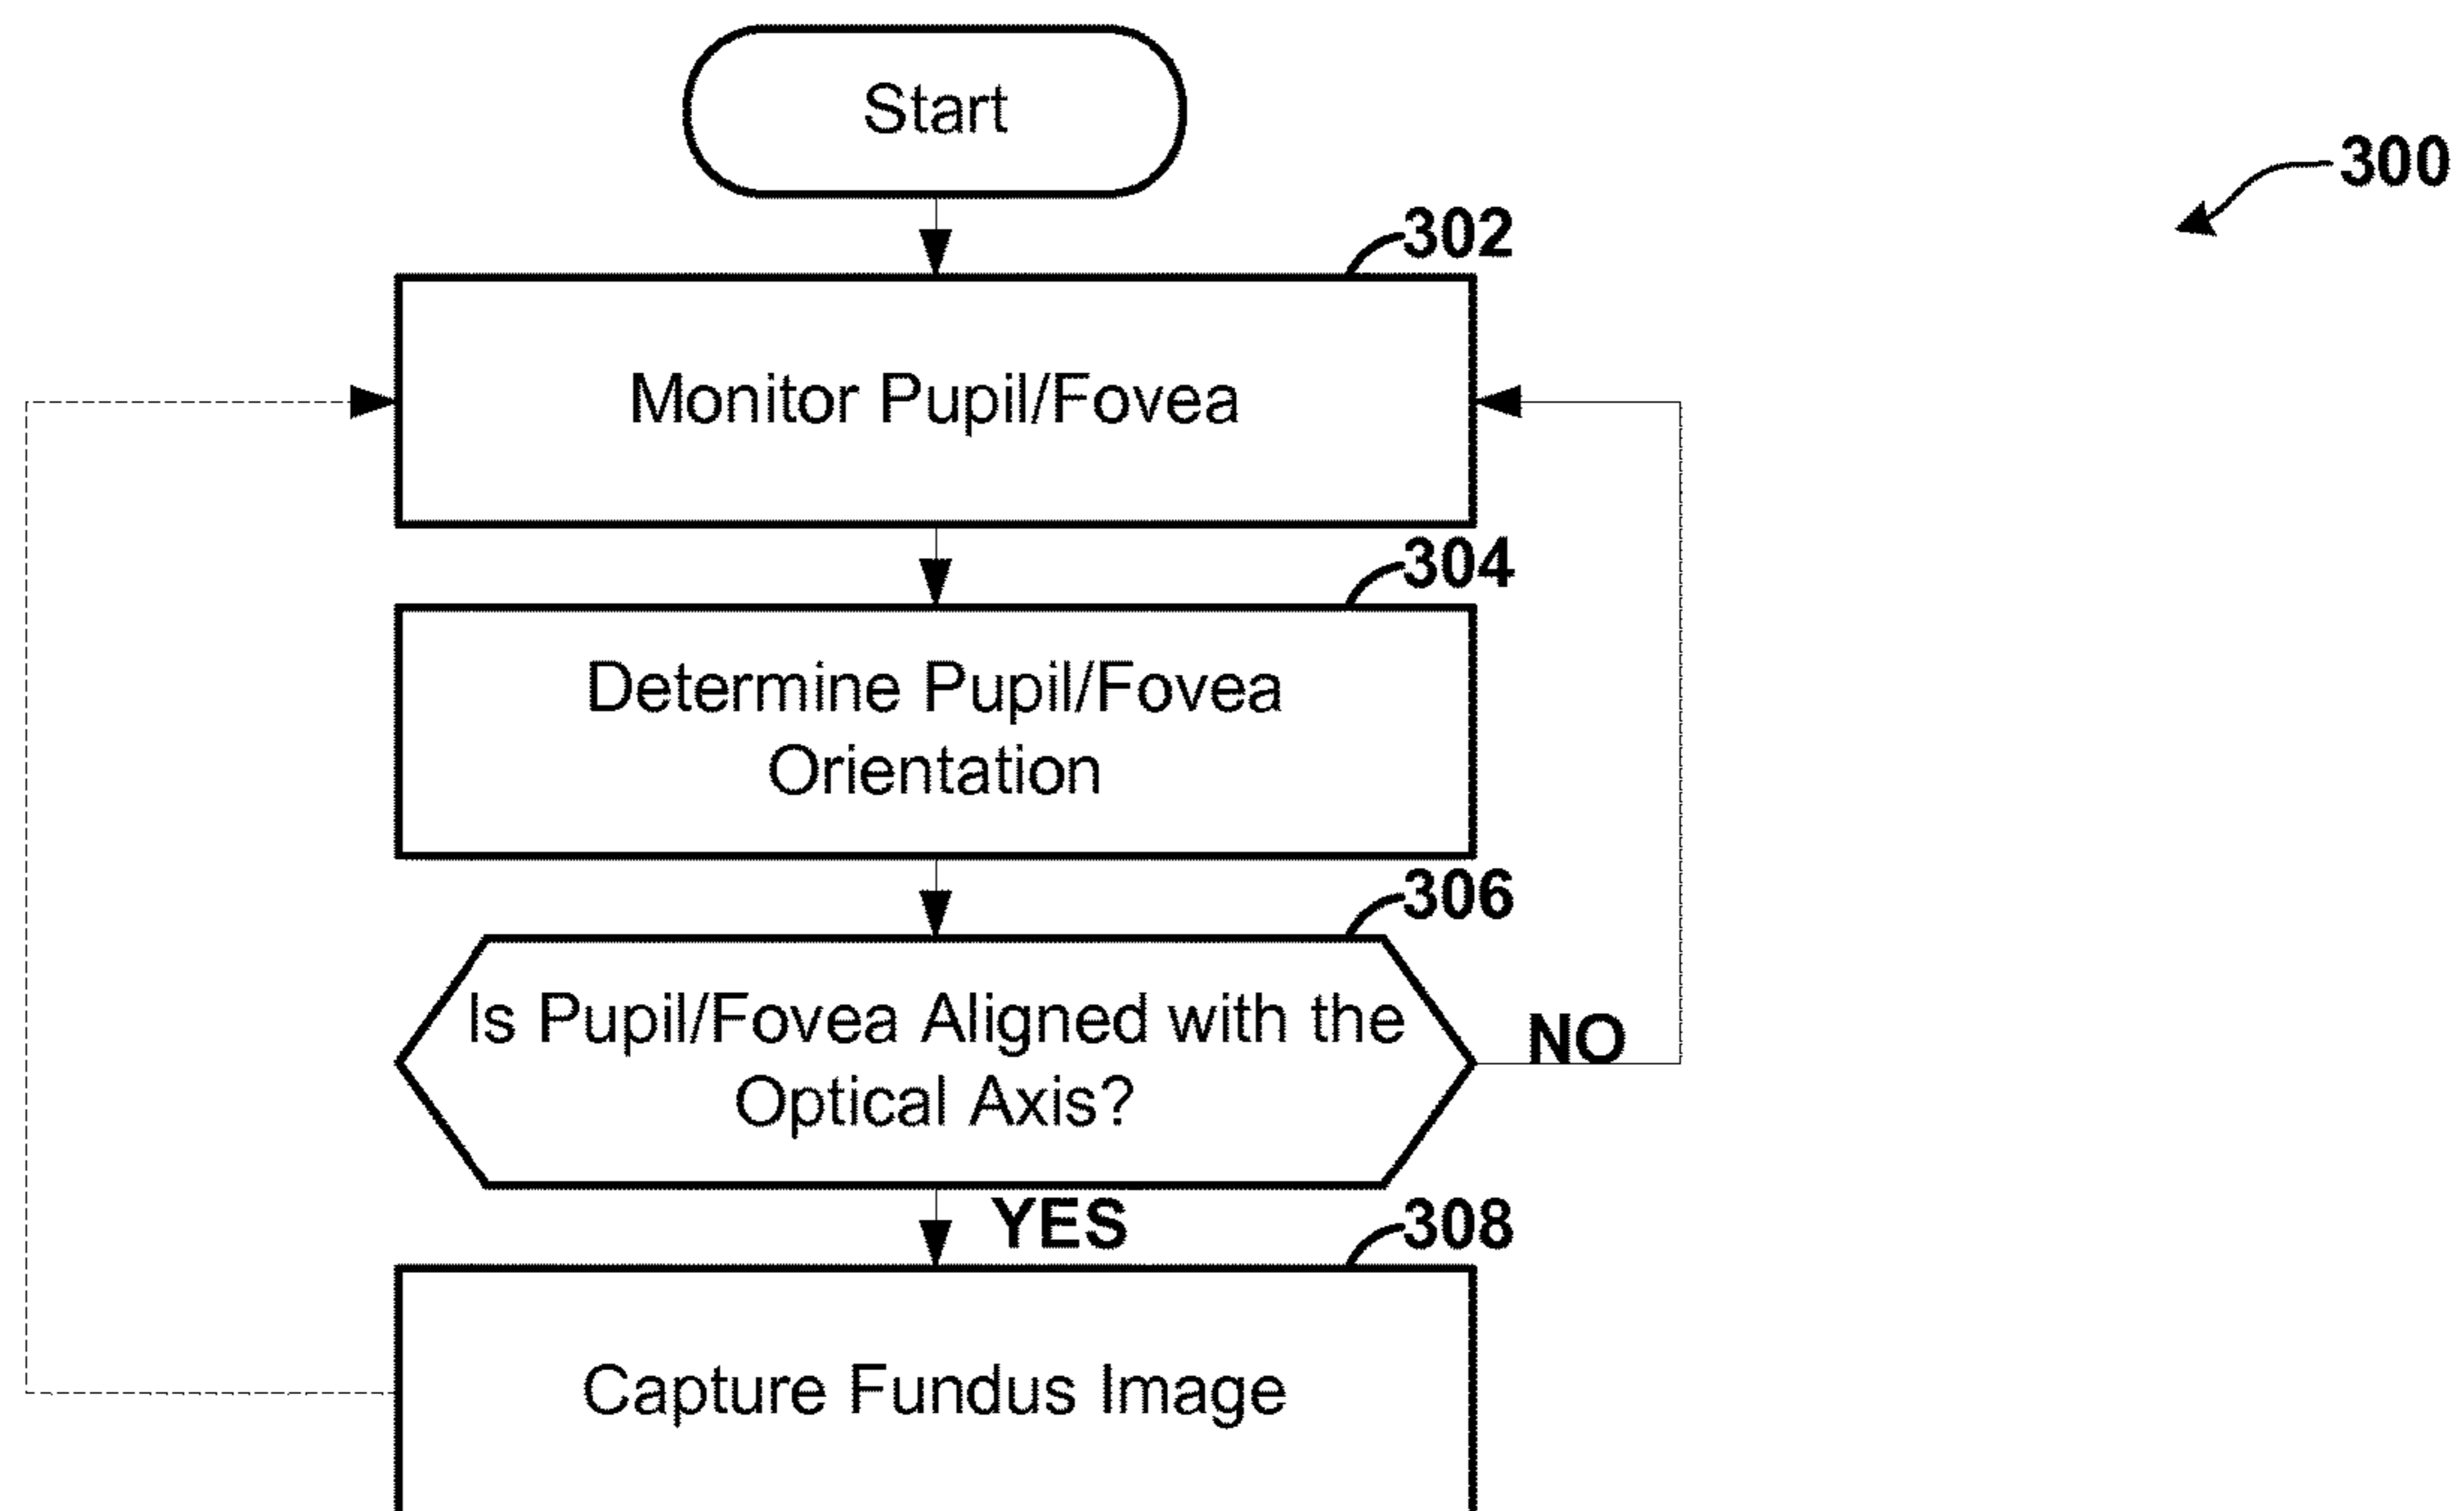 Start
300
302
Monitor Pupil/Fovea
304
Determine Pupil/Fovea
Orientation
306
Is Pupil/Fovea Aligned with the
Optical Axis?
NO
YES
308
Capture Fundus Image